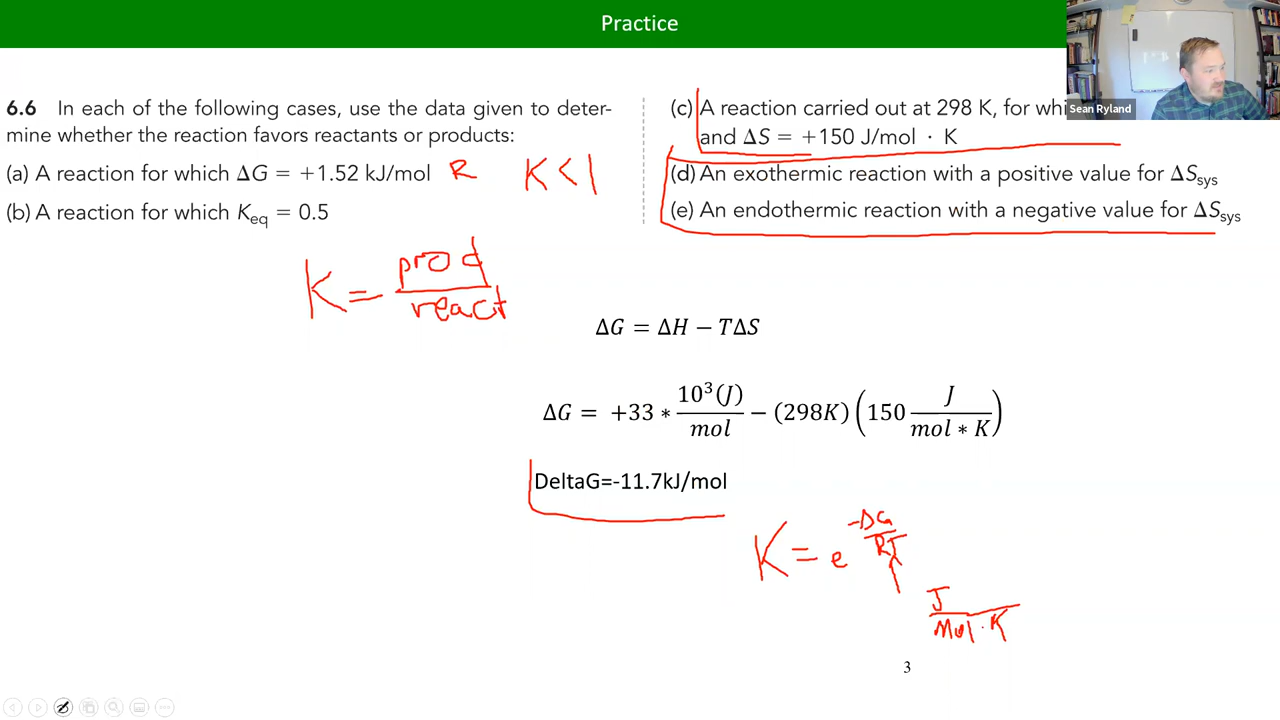 Practice
Sean Ryland
6.6 In each of the following cases, use the data given to deter-
mine whether the reaction favors reactants or products:
(a) A reaction for which ΔG = +1.52 kJ/mol R K < 1
(b) A reaction for which Keq = 0.5
K = prod
react
(c) A reaction carried out at 298 K, for
and ΔS = +150 J/mol · K
(d) An exothermic reaction with a positive value for ΔSsys
(e) An endothermic reaction with a negative value for ΔSsys
ΔG = ΔH − TΔS
ΔG = +33 * 10³(J)/mol − (298K) (150 J/mol * K)
DeltaG=-11.7kJ/mol
K = e -ΔG/RT
J
Mol · K
3